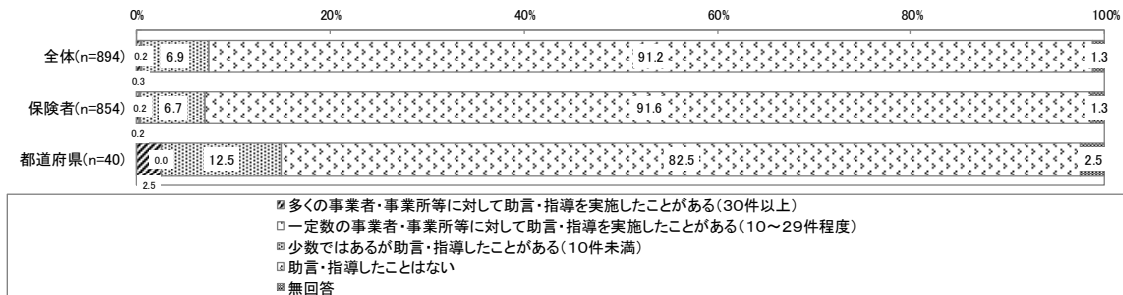 0% 20% 40% 60% 80% 100%
全体(n=894) 0.2 6.9 91.2 1.3
0.3
保険者(n=854) 0.2 6.7 91.6 1.3
0.2
都道府県(n=40) 0.0 12.5 82.5 2.5
2.5
多くの事業者・事業所等に対して助言・指導を実施したことがある(30件以上)
一定数の事業者・事業所等に対して助言・指導を実施したことがある(10～29件程度)
少数ではあるが助言・指導したことがある(10件未満)
助言・指導したことはない
無回答